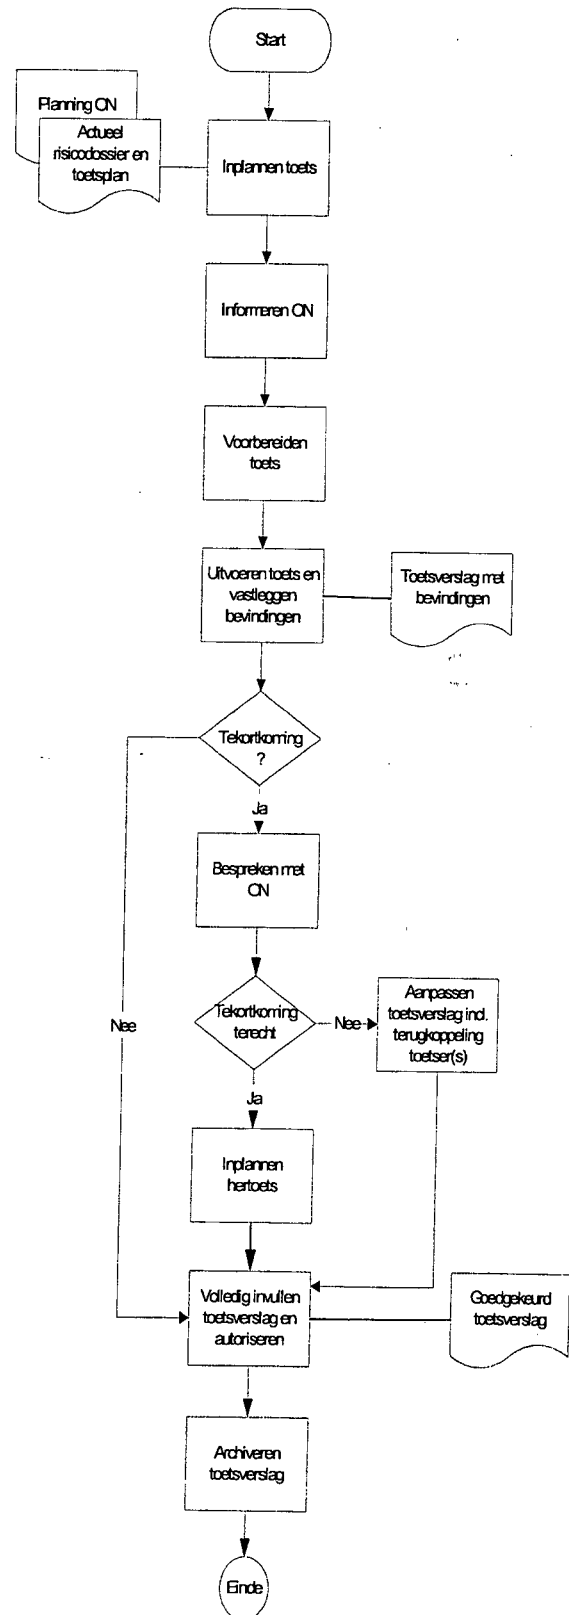 Start
Planning ON
Actueel
risicodossier en
toetsplan
Inplannen toets
Informeren ON
Voorbereiden
toets
Uitvoeren toets en
vastleggen
bevindingen
Toetsverslag met
bevindingen
Tekortkoming
?
Ja
Bespreken met
ON
Tekortkoming
terecht
Nee
Aanpassen
toetsverslag incl.
terugkoppeling
toetser(s)
Nee
Ja
Inplannen
hertoets
Volledig invullen
toetsverslag en
autoriseren
Goedgekeurd
toetsverslag
Archiveren
toetsverslag
Einde